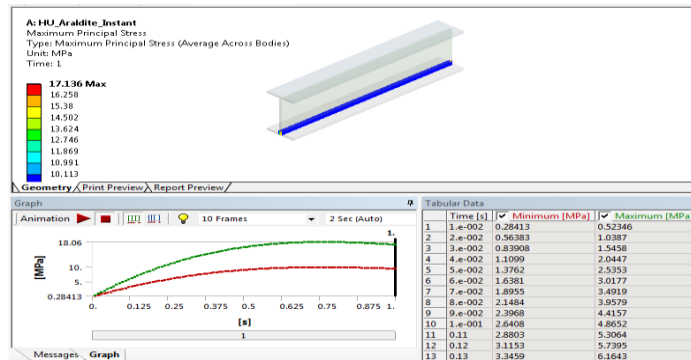 A: HU_Araldite_Instant
Maximum Principal Stress
Type: Maximum Principal Stress (Average Across Bodies)
Unit: MPa
Time: 1
17.136 Max
16.258
15.38
14.502
13.624
12.746
11.869
10.991
10.113
Geometry Print Preview Report Preview
Graph
Animation 10 Frames 2 Sec (Auto)
1.
18.06
10.
5.
0.28413
[MPa]
0. 0.125 0.25 0.375 0.5 0.625 0.75 0.875 1.
[s]
1
Messages Graph
Tabular Data
Time [s] Minimum [MPa] Maximum [MPa]
1 1.e-002 0.28413 0.52346
2 2.e-002 0.56383 1.0387
3 3.e-002 0.83908 1.5458
4 4.e-002 1.1099 2.0447
5 5.e-002 1.3762 2.5353
6 6.e-002 1.6381 3.0177
7 7.e-002 1.8955 3.4919
8 8.e-002 2.1484 3.9579
9 9.e-002 2.3968 4.4157
10 1.e-001 2.6408 4.8652
11 0.11 2.8803 5.3064
12 0.12 3.1153 5.7395
13 0.13 3.3459 6.1643